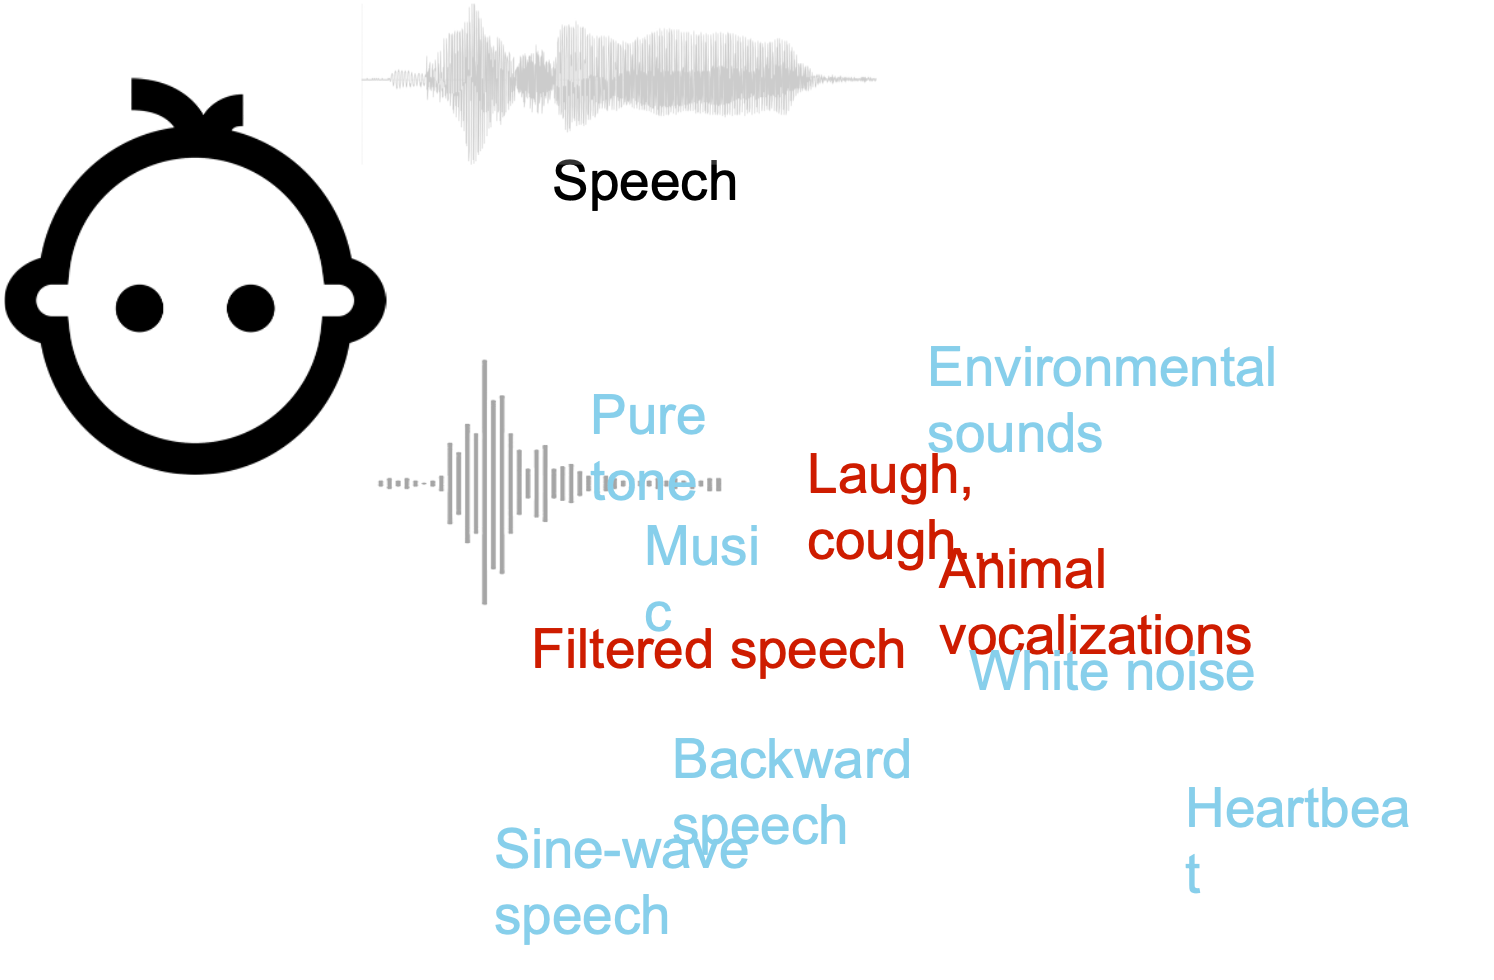 Speech
Environmental
sounds
Pure
tone
Laugh,
cough...
Musi
c
Animal
vocalizations
Filtered speech
White noise
Backward
speech
Heartbea
t
Sine-wave
speech